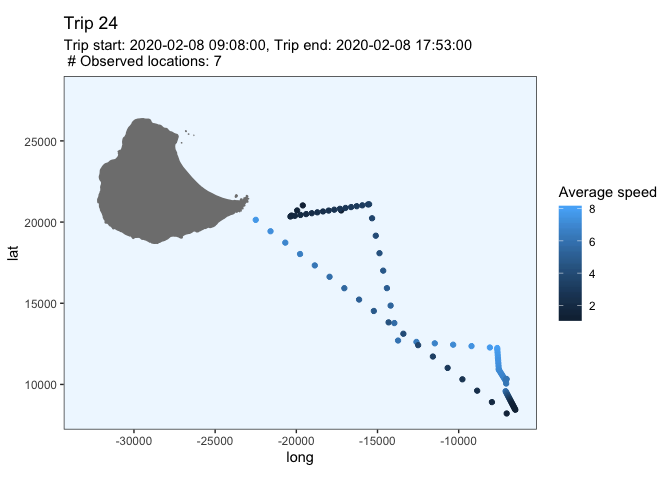 Trip 24
Trip start: 2020-02-08 09:08:00, Trip end: 2020-02-08 17:53:00
# Observed locations: 7
25000
20000
15000
10000
lat
-30000
-25000
-20000
-15000
-10000
long
Average speed
8
6
4
2